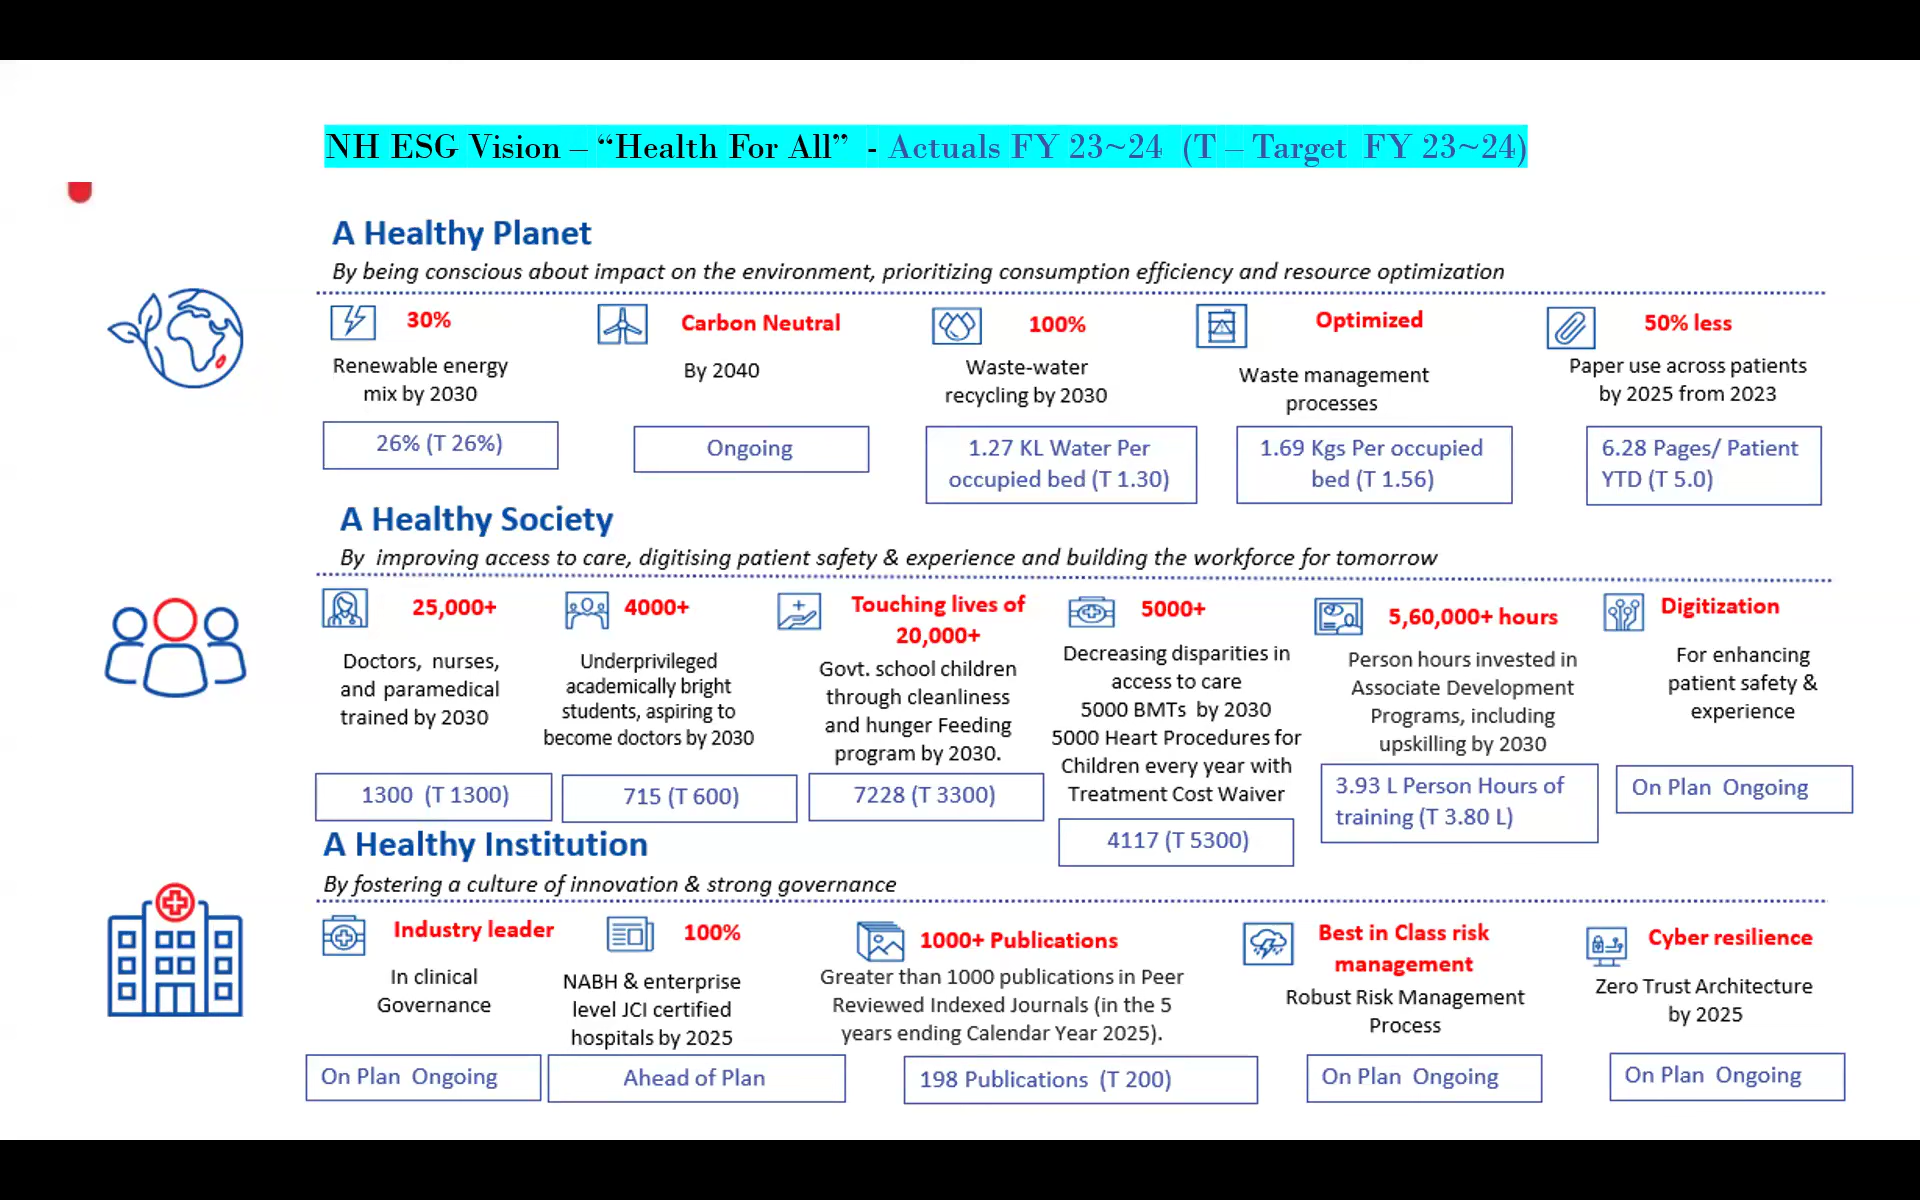 NH ESG Vision – “Health For All” - Actuals FY 23~24 (T – Target FY 23~24)
A Healthy Planet
By being conscious about impact on the environment, prioritizing consumption efficiency and resource optimization
30%
Renewable energy
mix by 2030
26% (T 26%)
Carbon Neutral
By 2040
Ongoing
100%
Waste-water
recycling by 2030
1.27 KL Water Per
occupied bed (T 1.30)
Optimized
Waste management
processes
1.69 Kgs Per occupied
bed (T 1.56)
50% less
Paper use across patients
by 2025 from 2023
6.28 Pages/ Patient
YTD (T 5.0)
A Healthy Society
By improving access to care, digitising patient safety & experience and building the workforce for tomorrow
25,000+
Doctors, nurses,
and paramedical
trained by 2030
1300 (T 1300)
4000+
Underprivileged
academically bright
students, aspiring to
become doctors by 2030
715 (T 600)
Touching lives of
20,000+
Govt. school children
through cleanliness
and hunger Feeding
program by 2030.
7228 (T 3300)
5000+
Decreasing disparities in
access to care
5000 BMTs by 2030
5000 Heart Procedures for
Children every year with
Treatment Cost Waiver
4117 (T 5300)
5,60,000+ hours
Person hours invested in
Associate Development
Programs, including
upskilling by 2030
3.93 L Person Hours of
training (T 3.80 L)
Digitization
For enhancing
patient safety &
experience
On Plan Ongoing
A Healthy Institution
By fostering a culture of innovation & strong governance
Industry leader
In clinical
Governance
On Plan Ongoing
100%
NABH & enterprise
level JCI certified
hospitals by 2025
Ahead of Plan
1000+ Publications
Greater than 1000 publications in Peer
Reviewed Indexed Journals (in the 5
years ending Calendar Year 2025).
198 Publications (T 200)
Best in Class risk
management
Robust Risk Management
Process
On Plan Ongoing
Cyber resilience
Zero Trust Architecture
by 2025
On Plan Ongoing